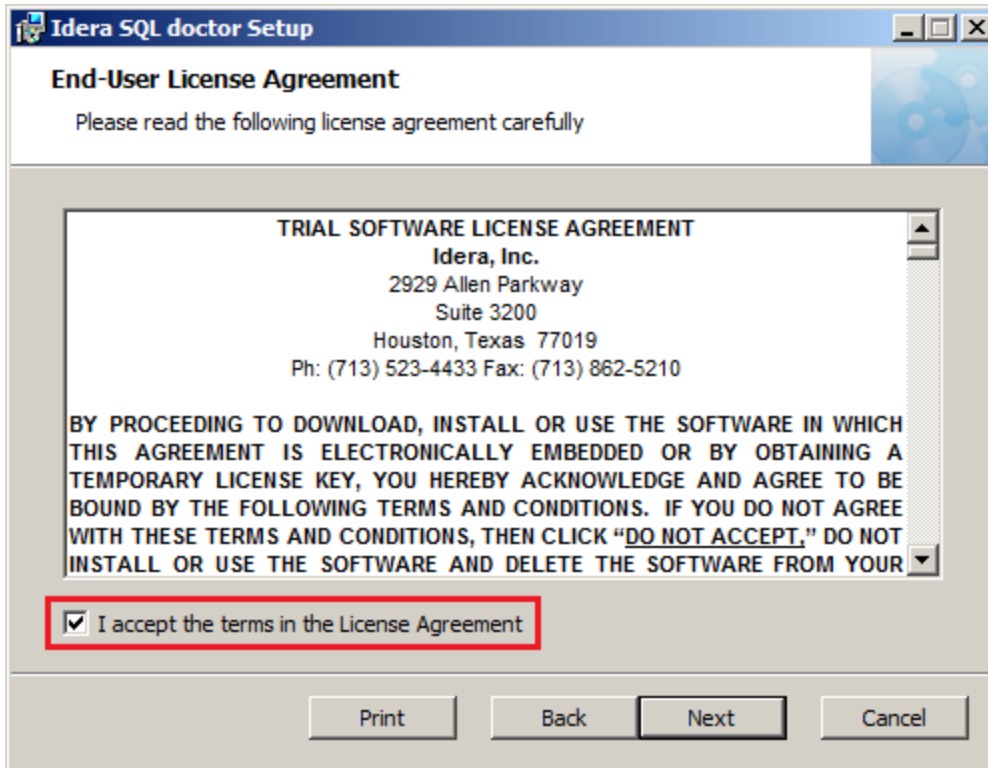 Idera SQL doctor Setup
End-User License Agreement
Please read the following license agreement carefully
TRIAL SOFTWARE LICENSE AGREEMENT
Idera, Inc.
2929 Allen Parkway
Suite 3200
Houston, Texas 77019
Ph: (713) 523-4433 Fax: (713) 862-5210
BY PROCEEDING TO DOWNLOAD, INSTALL OR USE THE SOFTWARE IN WHICH
THIS AGREEMENT IS ELECTRONICALLY EMBEDDED OR BY OBTAINING A
TEMPORARY LICENSE KEY, YOU HEREBY ACKNOWLEDGE AND AGREE TO BE
BOUND BY THE FOLLOWING TERMS AND CONDITIONS. IF YOU DO NOT AGREE
WITH THESE TERMS AND CONDITIONS, THEN CLICK “DO NOT ACCEPT,” DO NOT
INSTALL OR USE THE SOFTWARE AND DELETE THE SOFTWARE FROM YOUR
I accept the terms in the License Agreement
Print Back Next Cancel